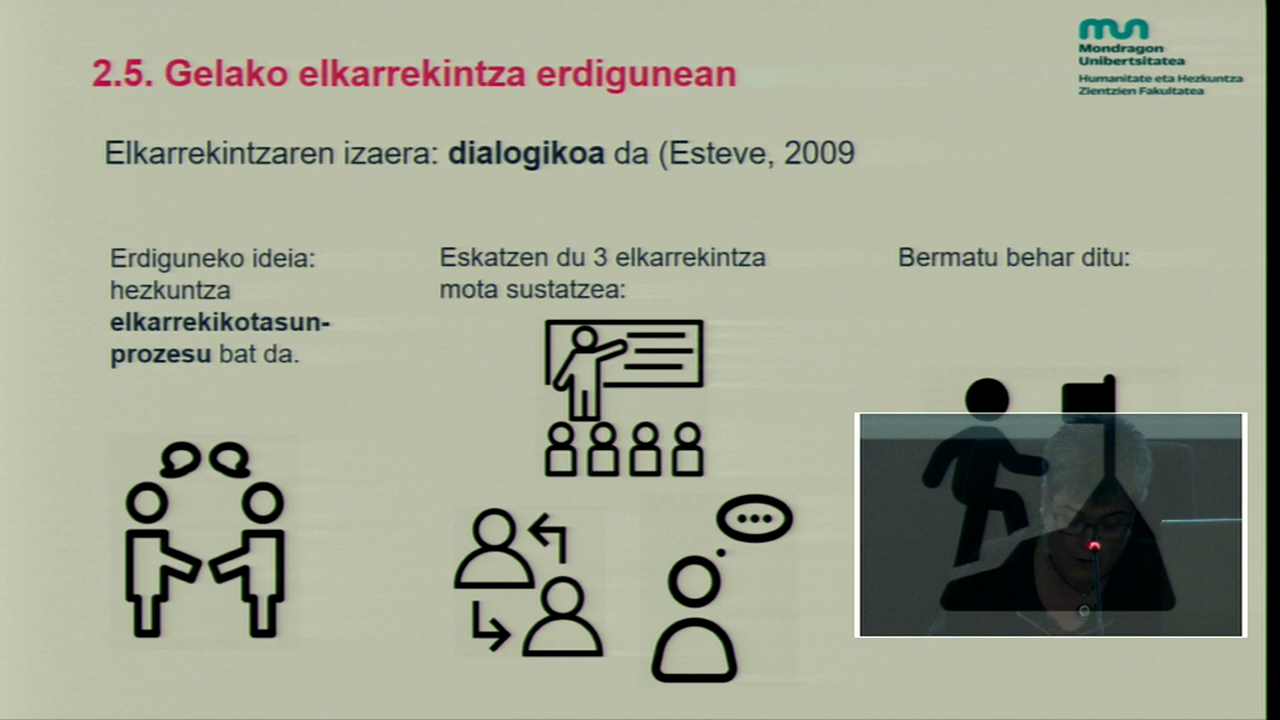 mun
Mondragon
Unibertsitatea
Humanitate eta Hezkuntza
Zientzien Fakultatea
2.5. Gelako elkarrekintza erdigunean
Elkarrekintzaren izaera: dialogikoa da (Esteve, 2009
Erdiguneko ideia:
hezkuntza
elkarrekikotasun-
prozesu bat da.
Eskatzen du 3 elkarrekintza
mota sustatzea:
Bermatu behar ditu: